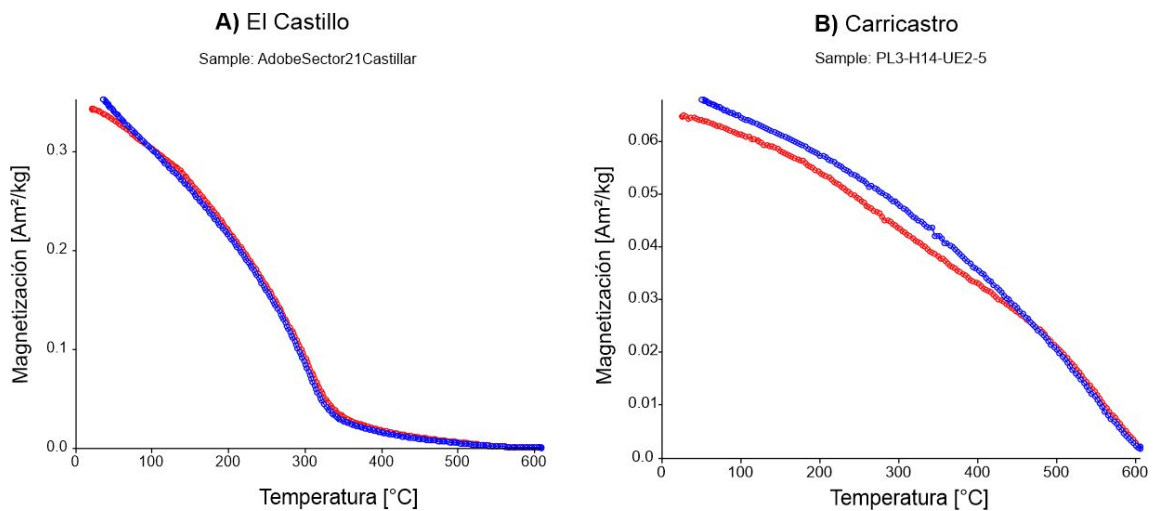 A) El Castillo
Sample: AdobeSector21Castillar
Magnetización [Am²/kg]
0.3
0.2
0.1
0.0
0 100 200 300 400 500 600
Temperatura [°C]
B) Carricastro
Sample: PL3-H14-UE2-5
Magnetización [Am²/kg]
0.06
0.05
0.04
0.03
0.02
0.01
0.0
0 100 200 300 400 500 600
Temperatura [°C]